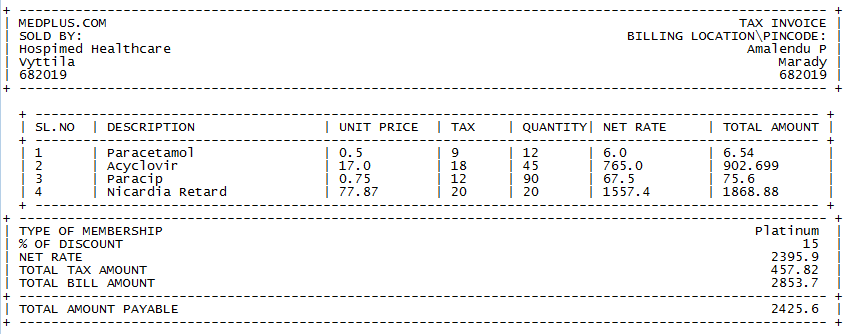 MEDPLUS.COM TAX INVOICE
SOLD BY: BILLING LOCATION\PINCODE:
Hospimed Healthcare Amalendu P
Vyttila Marady
682019 682019
SL.NO | DESCRIPTION | UNIT PRICE | TAX | QUANTITY| NET RATE | TOTAL AMOUNT
1 | Paracetamol | 0.5 | 9 | 12 | 6.0 | 6.54
2 | Acyclovir | 17.0 | 18 | 45 | 765.0 | 902.699
3 | Paracip | 0.75 | 12 | 90 | 67.5 | 75.6
4 | Nicardia Retard | 77.87 | 20 | 20 | 1557.4 | 1868.88
TYPE OF MEMBERSHIP Platinum
% OF DISCOUNT 15
NET RATE 2395.9
TOTAL TAX AMOUNT 457.82
TOTAL BILL AMOUNT 2853.7
TOTAL AMOUNT PAYABLE 2425.6